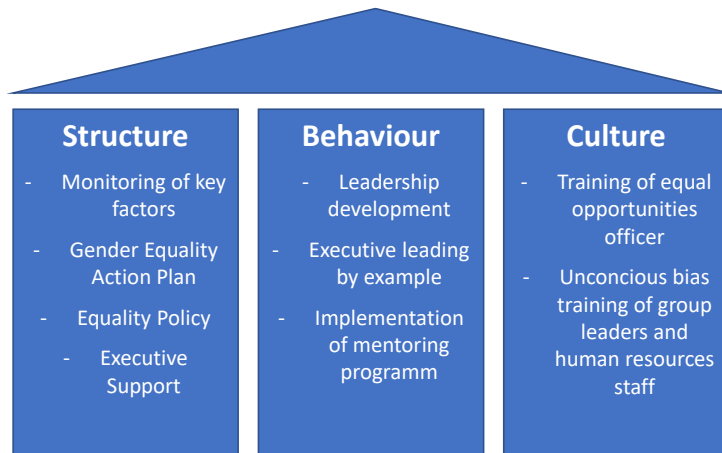 Structure
- Monitoring of key
factors
- Gender Equality
Action Plan
- Equality Policy
- Executive
Support
Behaviour
- Leadership
development
- Executive leading
by example
- Implementation
of mentoring
programm
Culture
- Training of equal
opportunities
officer
- Unconcious bias
training of group
leaders and
human resources
staff